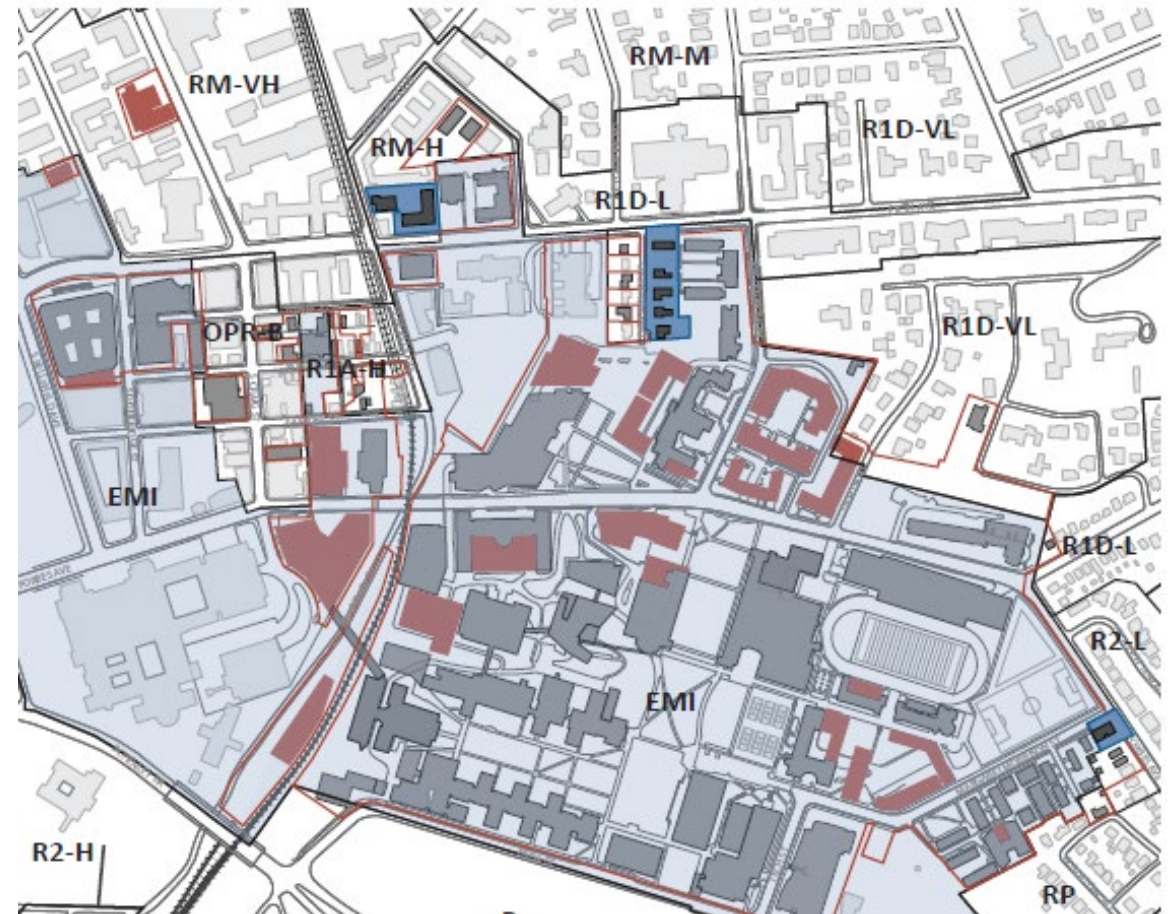 RM-VH
RM-M
R1D-VL
RM-H
R1D-L
R1D-VL
OPR-B
R1A-H
EMI
R1D-L
R2-L
EMI
R2-H
RP